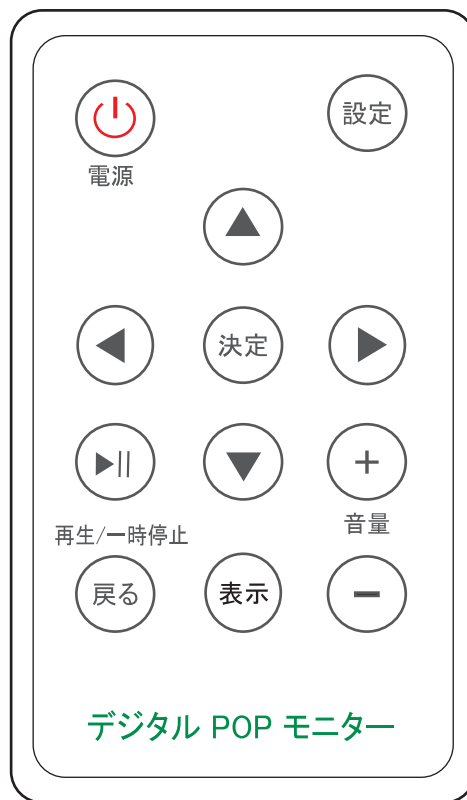 設定
電源
決定
+
音量
再生/一時停止
戻る
表示
−
デジタル POP モニター